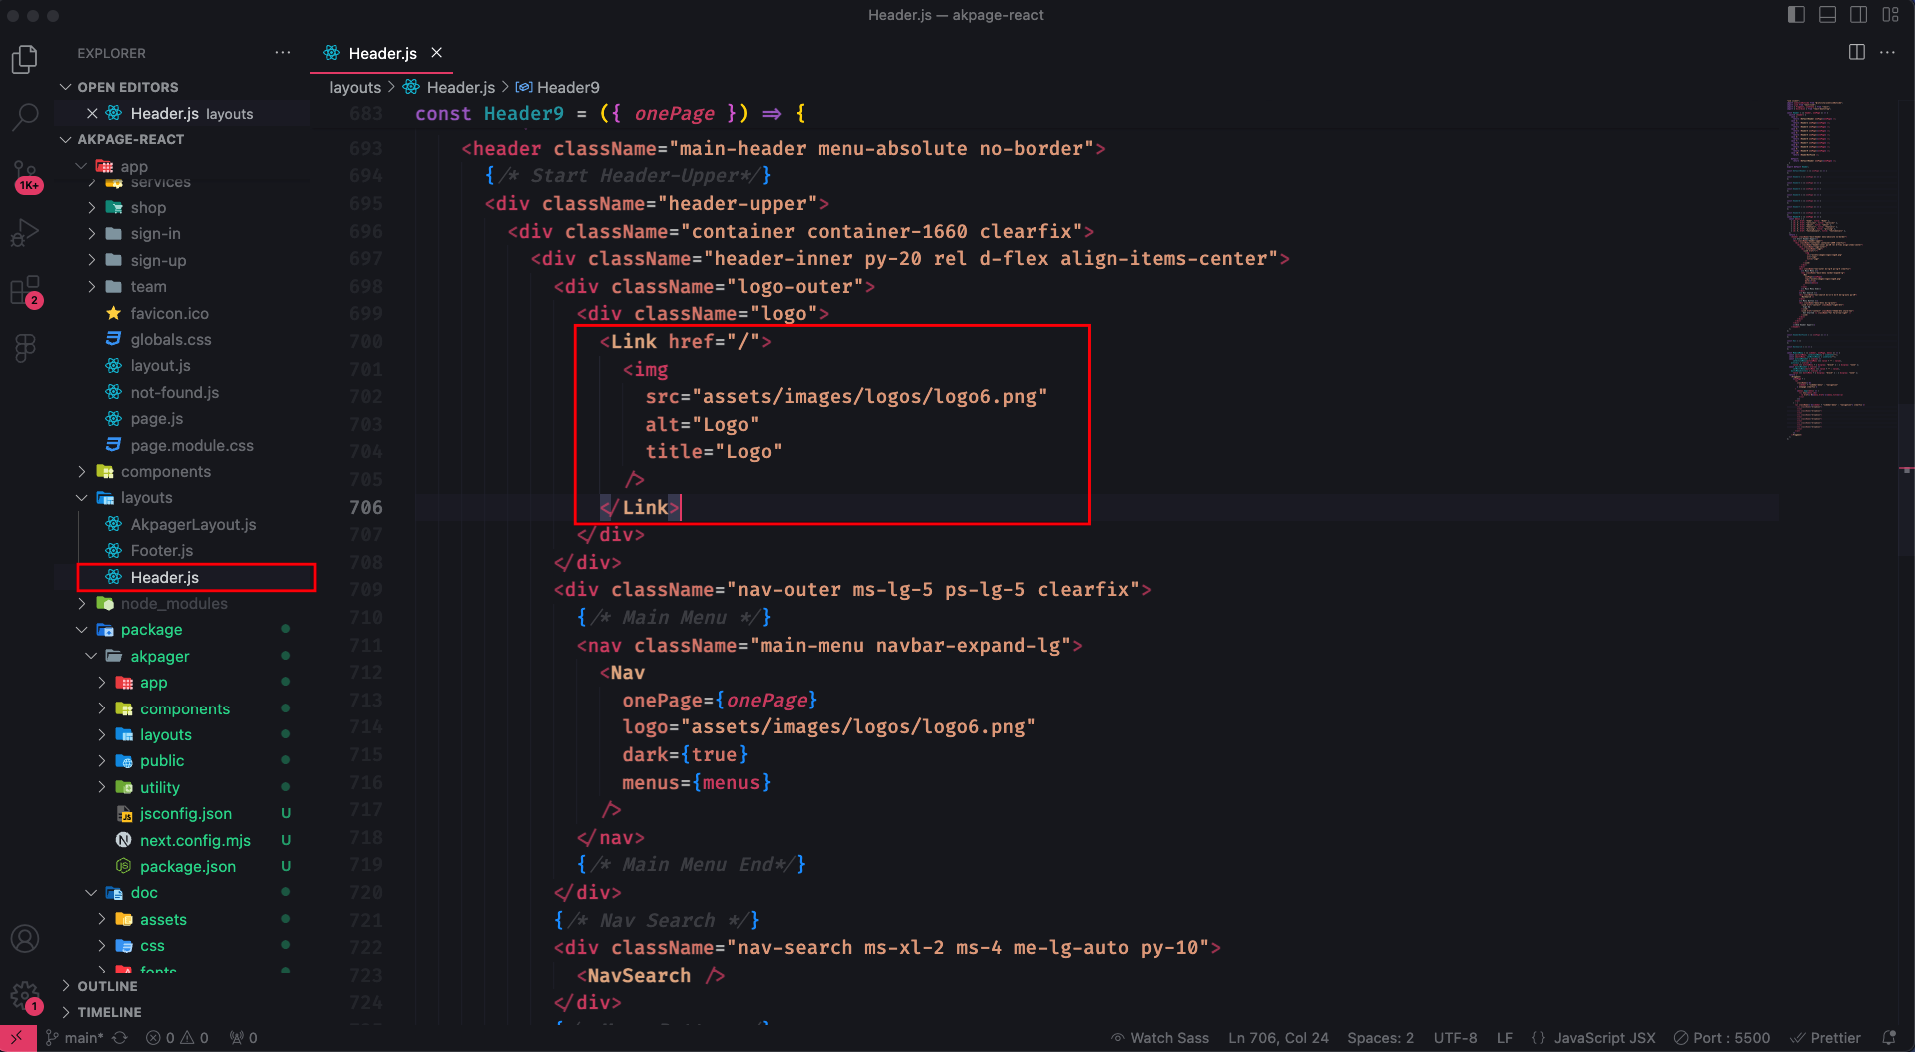 Header.js — akpage-react
EXPLORER
Header.js
OPEN EDITORS
Header.js layouts
AKPAGE-REACT
app
services
shop
sign-in
sign-up
team
favicon.ico
globals.css
layout.js
not-found.js
page.js
page.module.css
components
layouts
AkpagerLayout.js
Footer.js
Header.js
node_modules
package
akpager
app
components
layouts
public
utility
jsconfig.json U
next.config.mjs U
package.json U
doc
assets
css
fonts
OUTLINE
TIMELINE
1K+
2
1
layouts > Header.js > Header9
683 const Header9 = ({ onePage }) => {
693 <header className="main-header menu-absolute no-border">
694 {/* Start Header-Upper*/}
695 <div className="header-upper">
696 <div className="container container-1660 clearfix">
697 <div className="header-inner py-20 rel d-flex align-items-center">
698 <div className="logo-outer">
699 <div className="logo">
700 <Link href="/">
701 <img
702 src="assets/images/logos/logo6.png"
703 alt="Logo"
704 title="Logo"
705 />
706 </Link>
707 </div>
708 </div>
709 <div className="nav-outer ms-lg-5 ps-lg-5 clearfix">
710 {/* Main Menu */}
711 <nav className="main-menu navbar-expand-lg">
712 <Nav
713 onePage={onePage}
714 logo="assets/images/logos/logo6.png"
715 dark={true}
716 menus={menus}
717 />
718 </nav>
719 {/* Main Menu End*/}
720 </div>
721 {/* Nav Search */}
722 <div className="nav-search ms-xl-2 ms-4 me-lg-auto py-10">
723 <NavSearch />
724 </div>
main* 0 0 0 Watch Sass Ln 706, Col 24 Spaces: 2 UTF-8 LF {} JavaScript JSX Port : 5500 Prettier